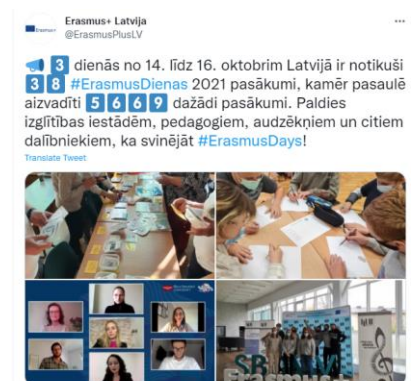 Erasmus+ Latvija
@ErasmusPlusLV
📣 3️⃣ dienās no 14. līdz 16. oktobrim Latvijā ir notikuši
3️⃣8️⃣ #ErasmusDienas 2021 pasākumi, kamēr pasaulē
aizvadīti 5️⃣6️⃣6️⃣9️⃣ dažādi pasākumi. Paldies
izglītības iestādēm, pedagogiem, audzēkņiem un citiem
dalībniekiem, ka svinējāt #ErasmusDays!
Translate Tweet